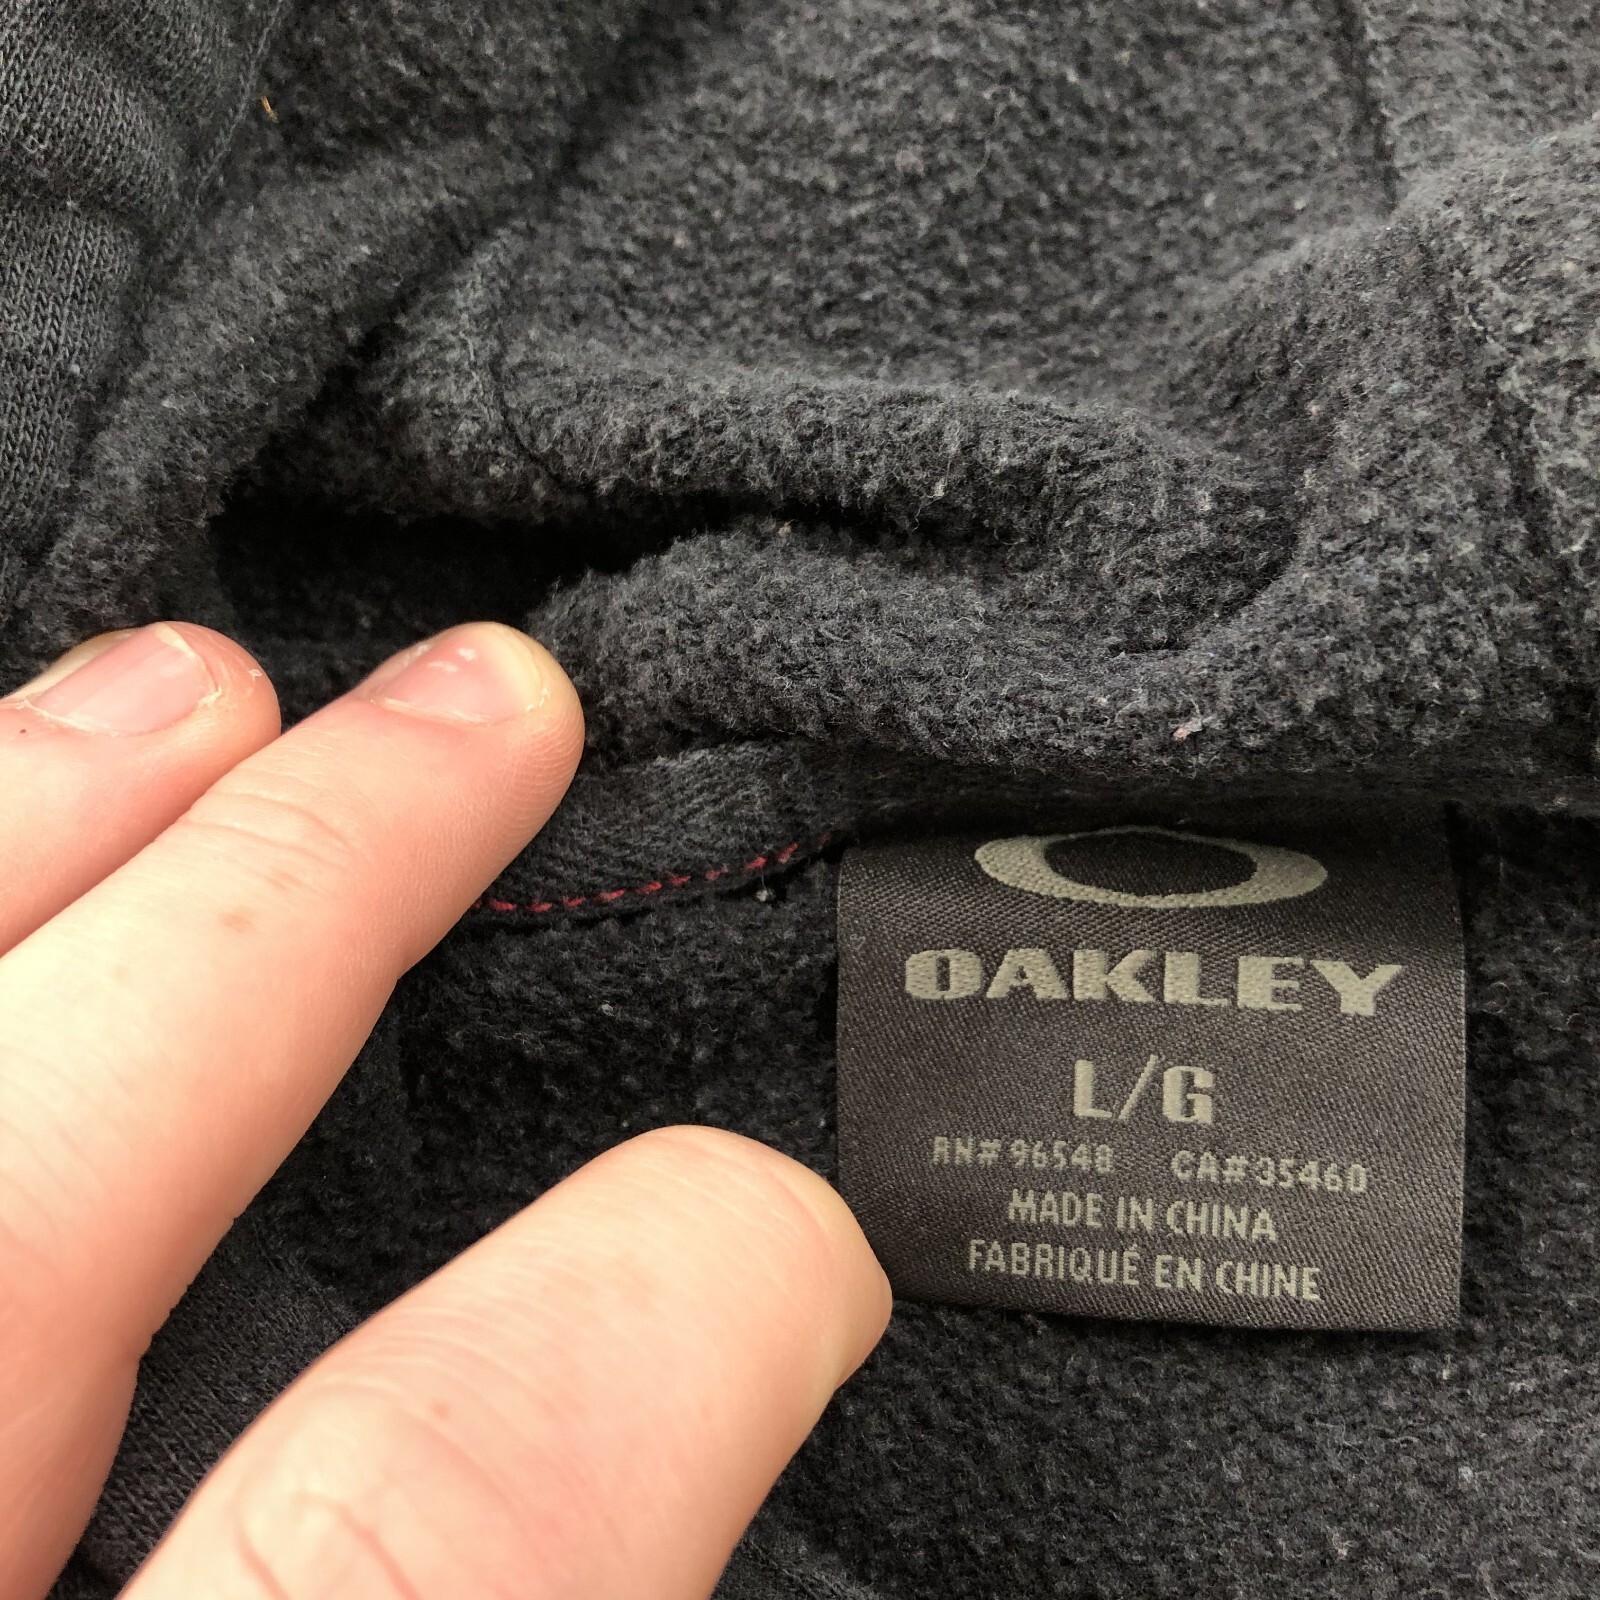 OAKLEY
L/G
RN# 96548 CA# 35460
MADE IN CHINA
FABRIQUÉ EN CHINE